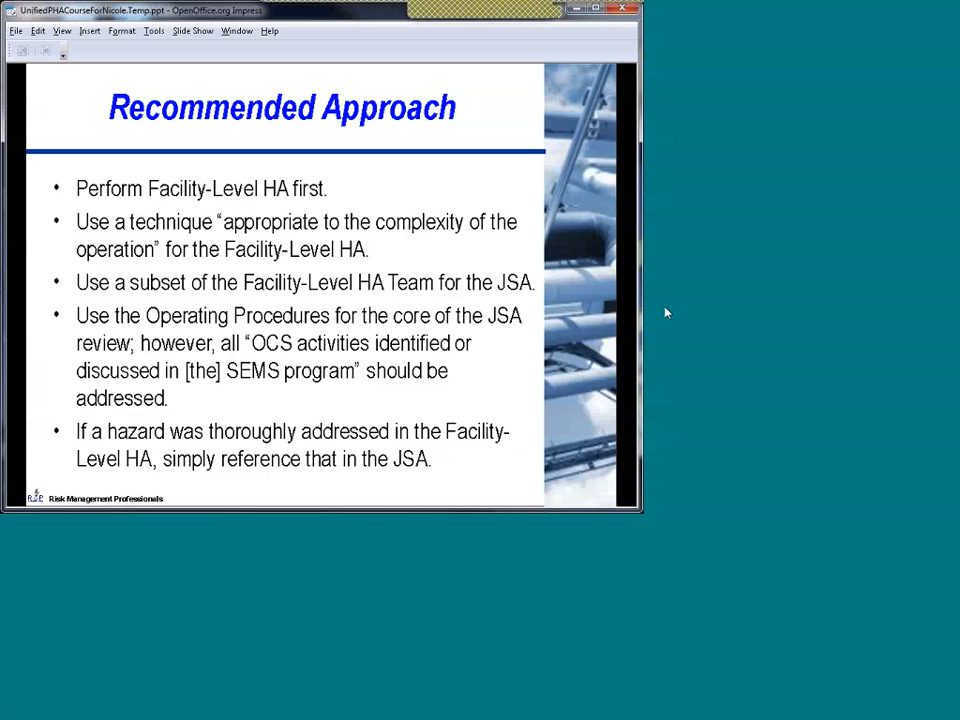 UnifiedPHACourseForNicole.Temp.ppt - OpenOffice.org Impress
File Edit View Insert Format Tools Slide Show Window Help
Recommended Approach
• Perform Facility-Level HA first.
• Use a technique “appropriate to the complexity of the
operation” for the Facility-Level HA.
• Use a subset of the Facility-Level HA Team for the JSA.
• Use the Operating Procedures for the core of the JSA
review; however, all “OCS activities identified or
discussed in [the] SEMS program” should be
addressed.
• If a hazard was thoroughly addressed in the Facility-
Level HA, simply reference that in the JSA.
Risk Management Professionals